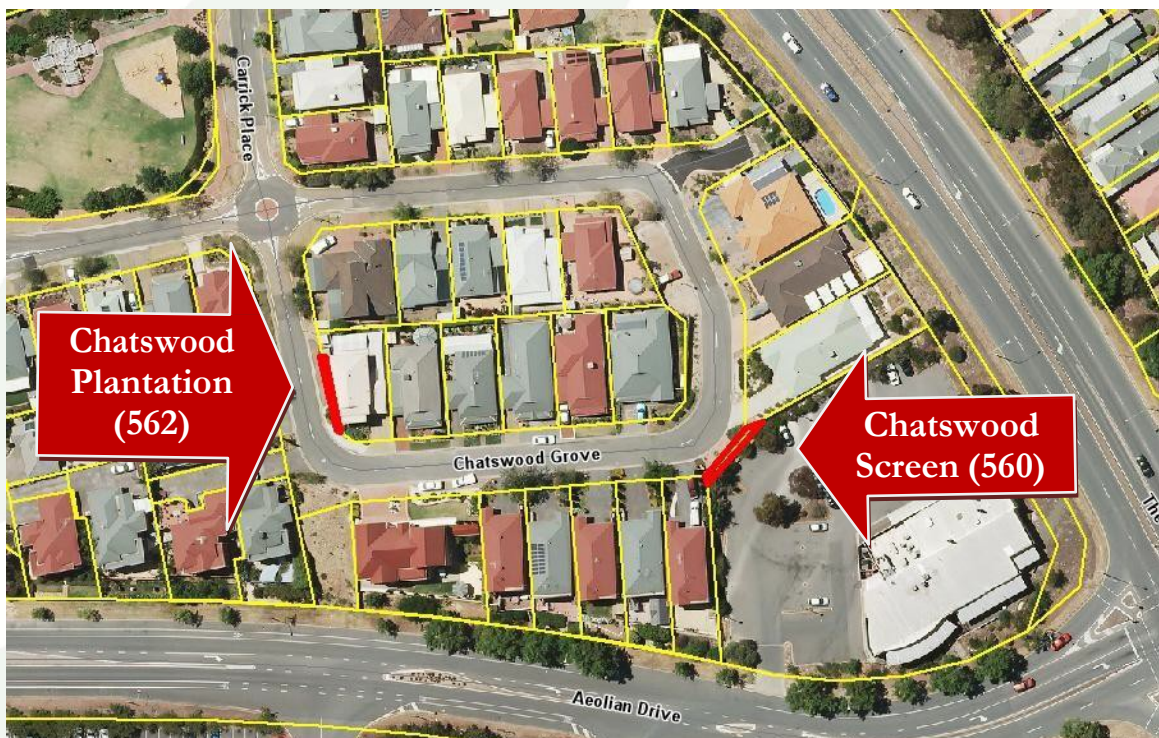 Carrick Place
Chatswood
Plantation
(562)
Chatswood Grove
Chatswood
Screen (560)
The
Aeolian Drive